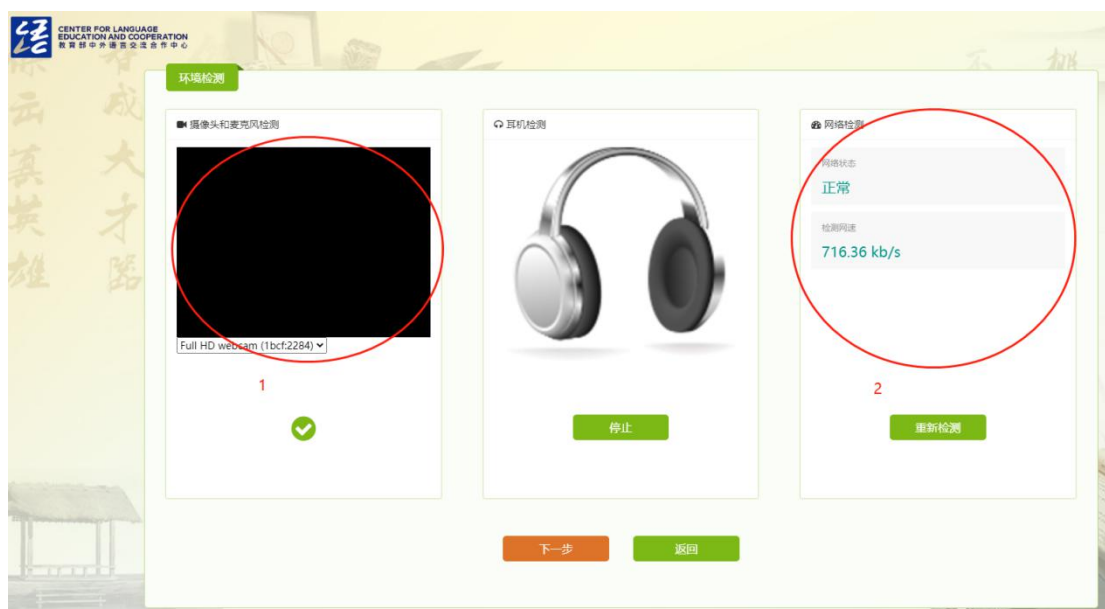 CENTER FOR LANGUAGE
EDUCATION AND COOPERATION
教育部中外语言交流合作中心
环境检测
摄像头和麦克风检测
Full HD webcam (1bcf:2284)
1
耳机检测
停止
网络检测
网络状态
正常
检测网速
716.36 kb/s
2
重新检测
下一步
返回